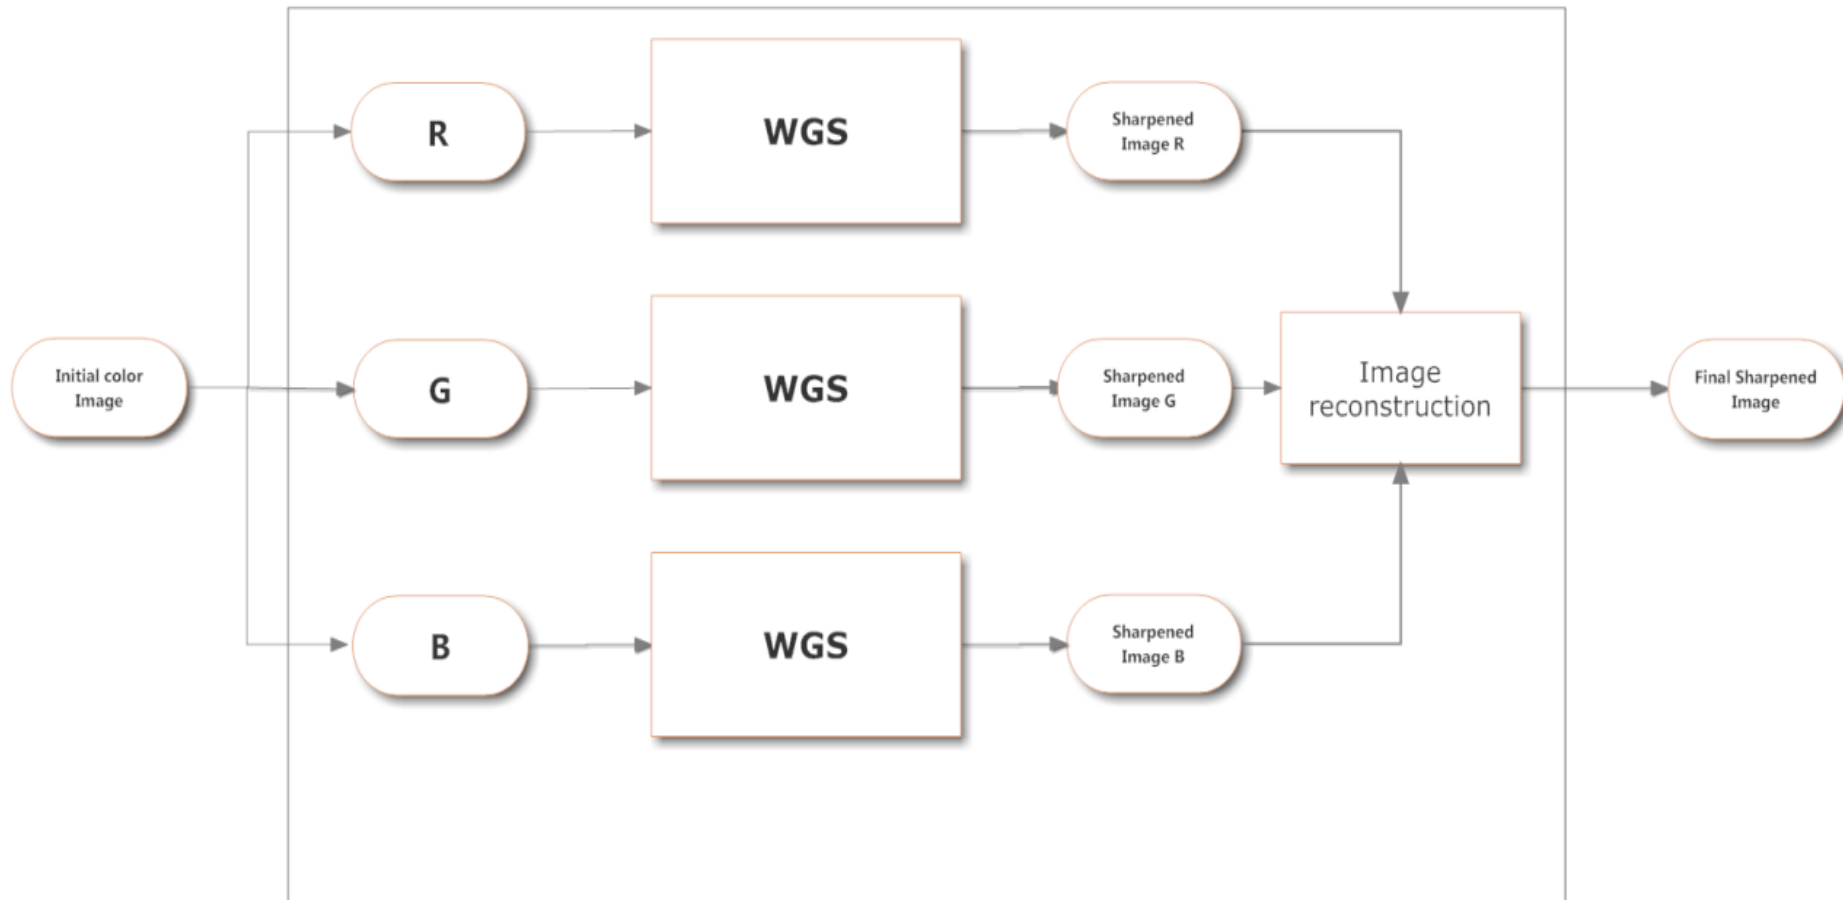 R
WGS
Sharpened
Image R
Initial color
Image
G
WGS
Sharpened
Image G
Image
reconstruction
Final Sharpened
Image
B
WGS
Sharpened
Image B